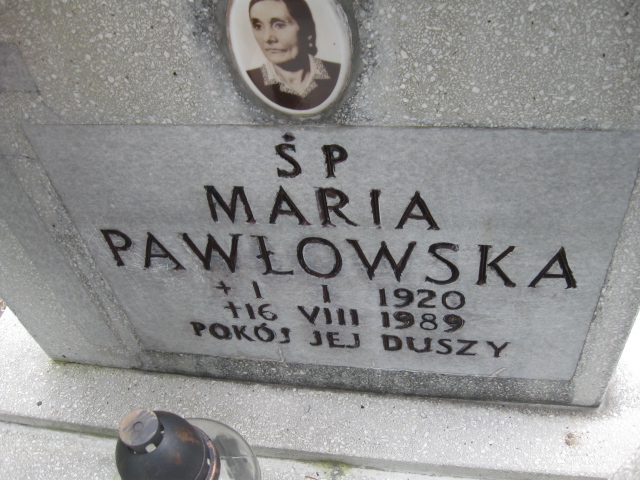 ŚP
MARIA
PAWŁOWSKA
+ 1 I 1920
+ 16 VIII 1989
POKÓJ JEJ DUSZY